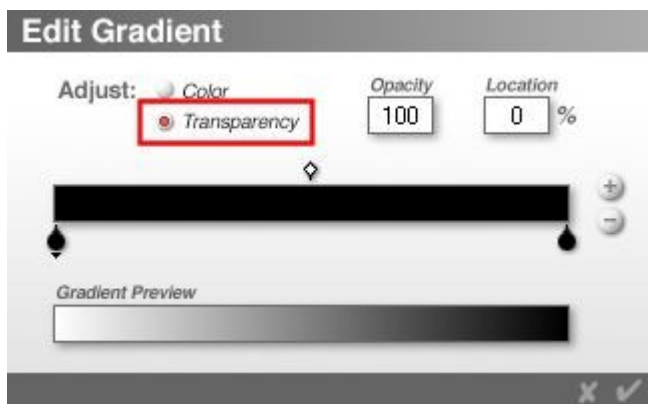 Edit Gradient
Adjust: Color Opacity Location
Transparency 100 0 %
Gradient Preview